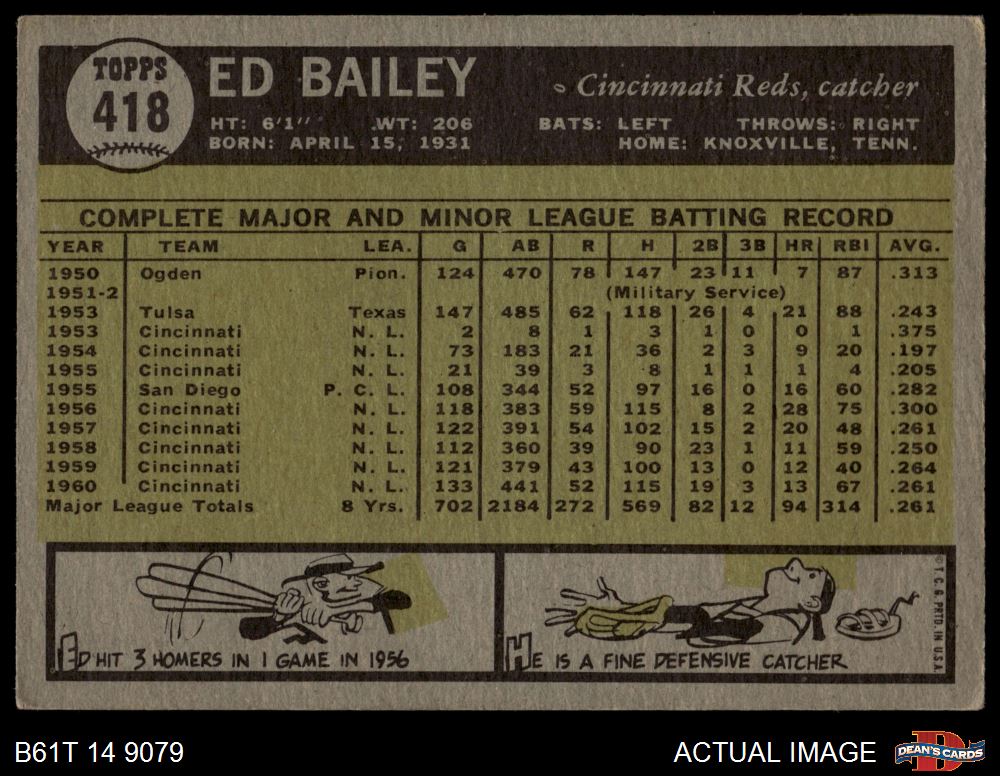 TOPPS
418
ED BAILEY
Cincinnati Reds, catcher
HT: 6'1" WT: 206 BATS: LEFT THROWS: RIGHT
BORN: APRIL 15, 1931 HOME: KNOXVILLE, TENN.
COMPLETE MAJOR AND MINOR LEAGUE BATTING RECORD
YEAR TEAM LEA. G AB R H 2B 3B HR RBI AVG.
1950 Ogden Pion. 124 470 78 147 23 11 7 87 .313
1951-2 (Military Service)
1953 Tulsa Texas 147 485 62 118 26 4 21 88 .243
1953 Cincinnati N. L. 2 8 1 3 1 0 0 1 .375
1954 Cincinnati N. L. 73 183 21 36 2 3 9 20 .197
1955 Cincinnati N. L. 21 39 3 8 1 1 1 4 .205
1955 San Diego P. C. L. 108 344 52 97 16 0 16 60 .282
1956 Cincinnati N. L. 118 383 59 115 8 2 28 75 .300
1957 Cincinnati N. L. 122 391 54 102 15 2 20 48 .261
1958 Cincinnati N. L. 112 360 39 90 23 1 11 59 .250
1959 Cincinnati N. L. 121 379 43 100 13 0 12 40 .264
1960 Cincinnati N. L. 133 441 52 115 19 3 13 67 .261
Major League Totals 8 Yrs. 702 2184 272 569 82 12 94 314 .261
ED HIT 3 HOMERS IN 1 GAME IN 1956
HE IS A FINE DEFENSIVE CATCHER
© T. C. G. PRTD. IN U.S.A.
B61T 14 9079
ACTUAL IMAGE
DEAN'S CARDS